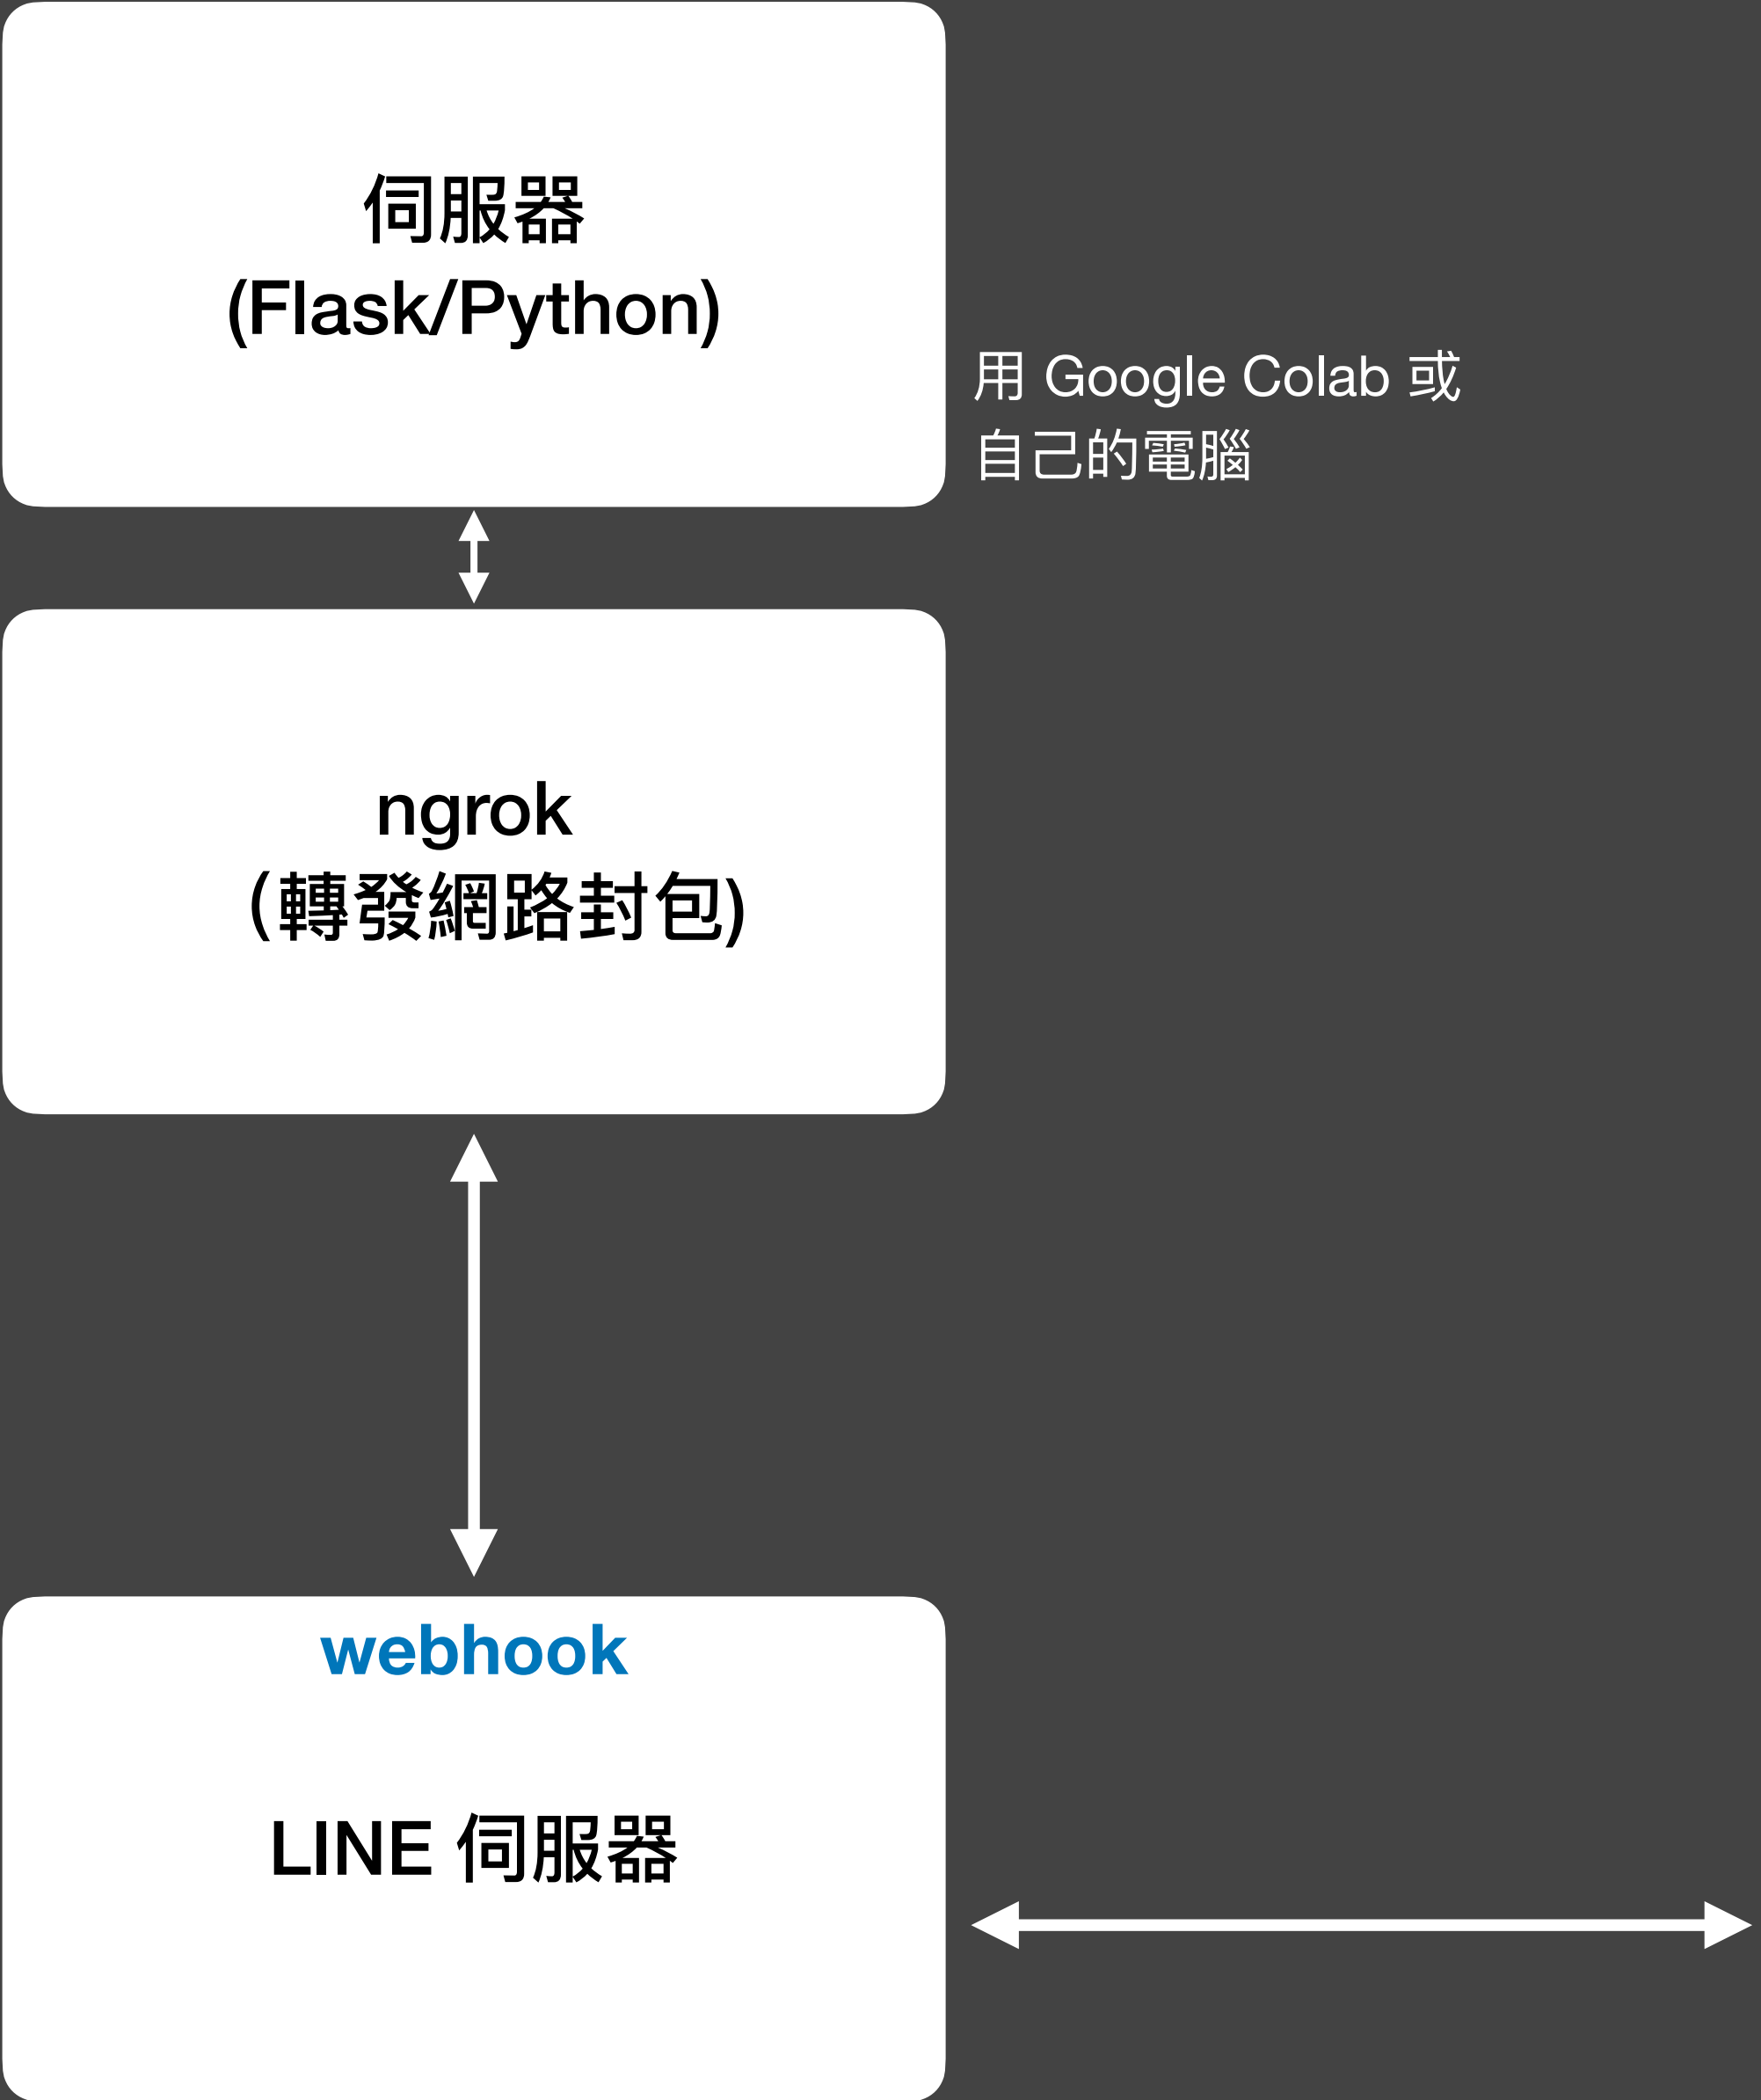 伺服器
(Flask/Python)
用 Google Colab 或
自己的電腦
ngrok
(轉發網路封包)
webhook
LINE 伺服器